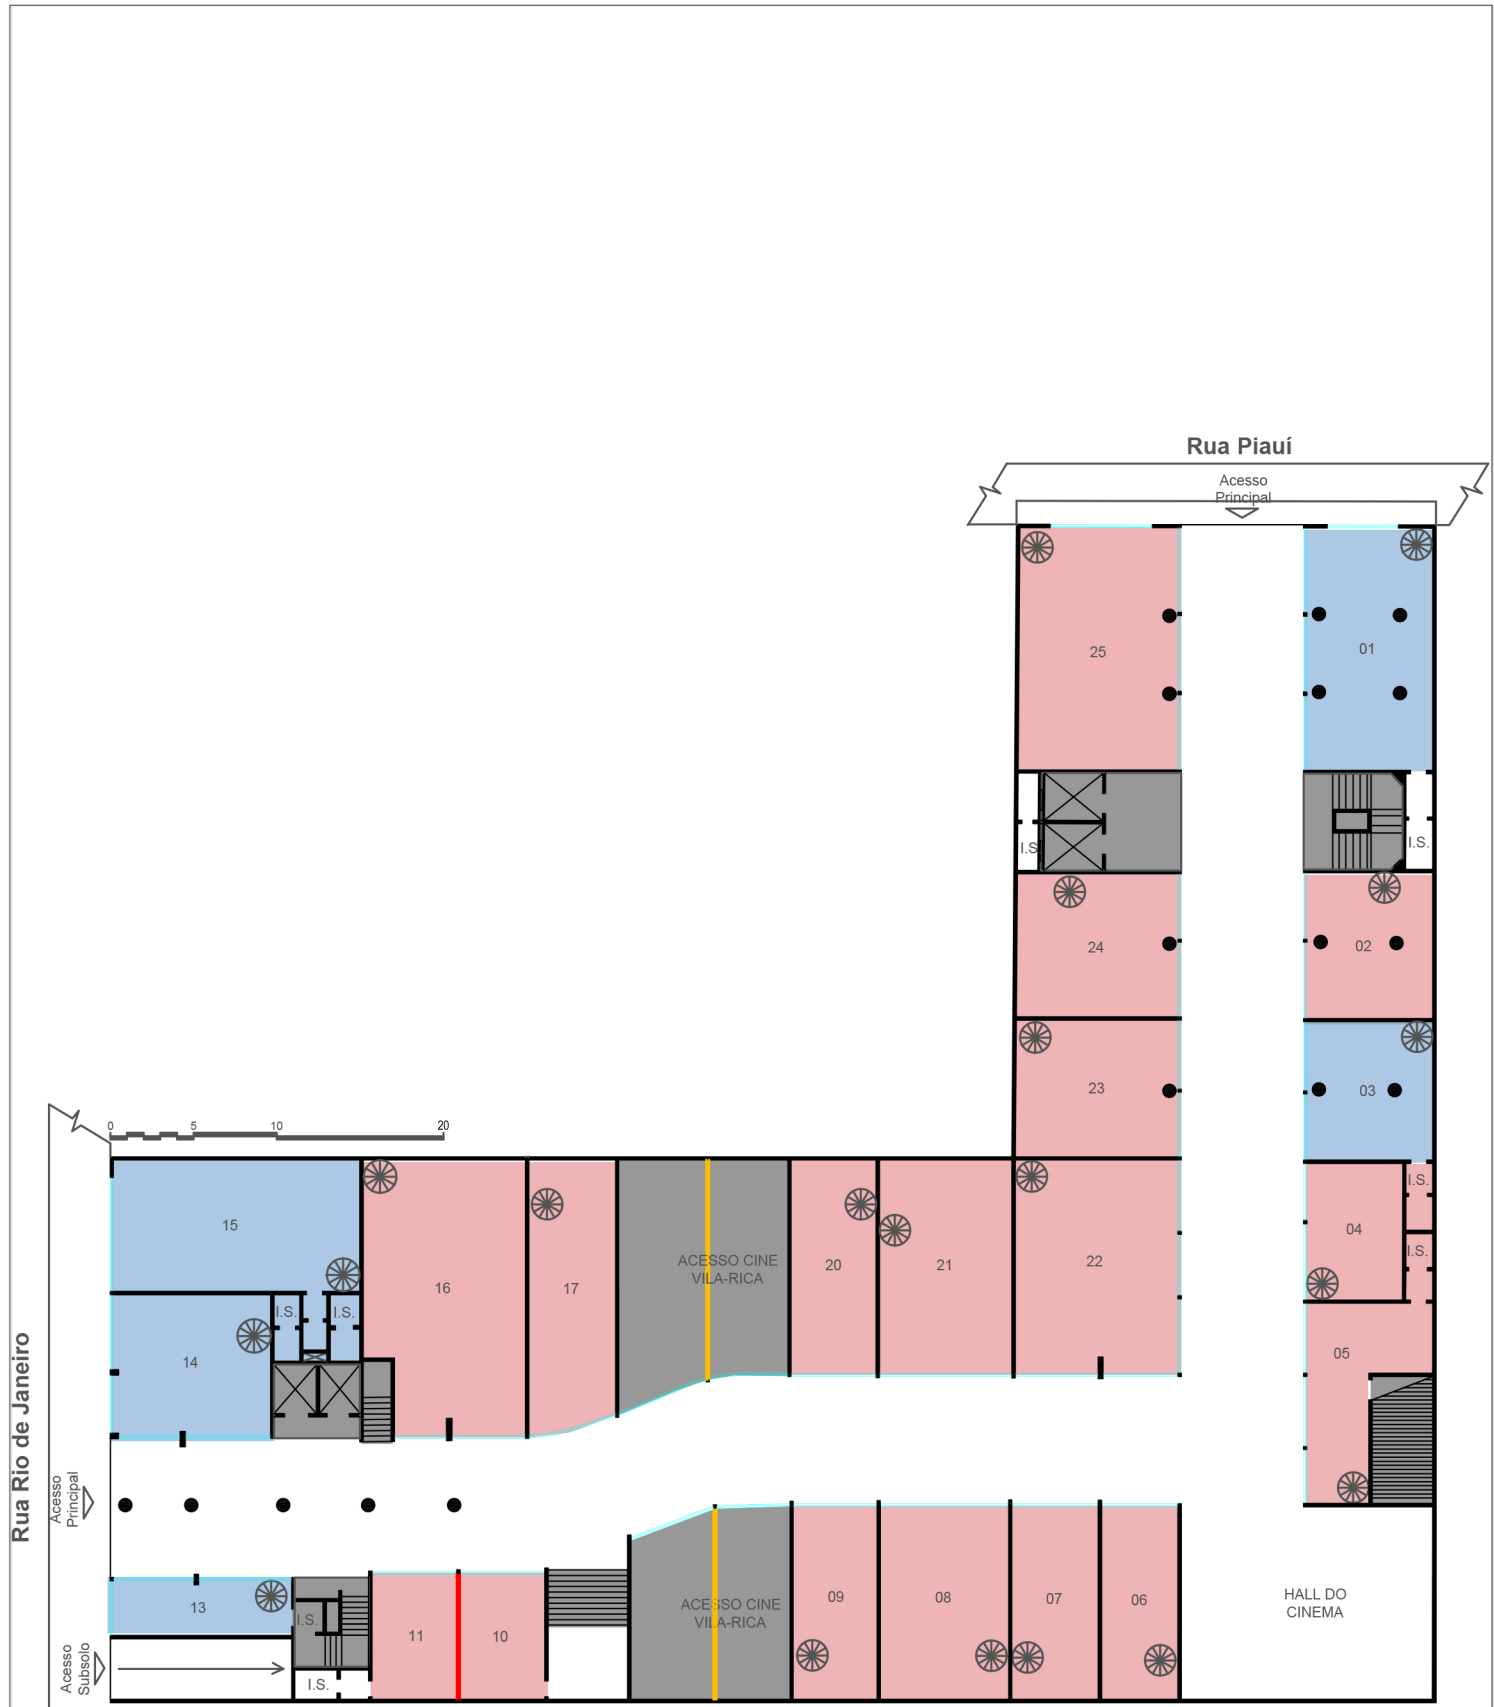 Rua Piauí
Acesso
Principal
25
01
I.S.
I.S.
24
02
23
03
0 5 10 20
I.S.
15
04
16
17
ACESSO CINE
VILA-RICA
20
21
22
I.S.
I.S.
I.S.
14
05
Rua Rio de Janeiro
Acesso
Principal
13
I.S.
11
10
ACESSO CINE
VILA-RICA
09
08
07
06
HALL DO
CINEMA
Acesso
Subsolo
I.S.